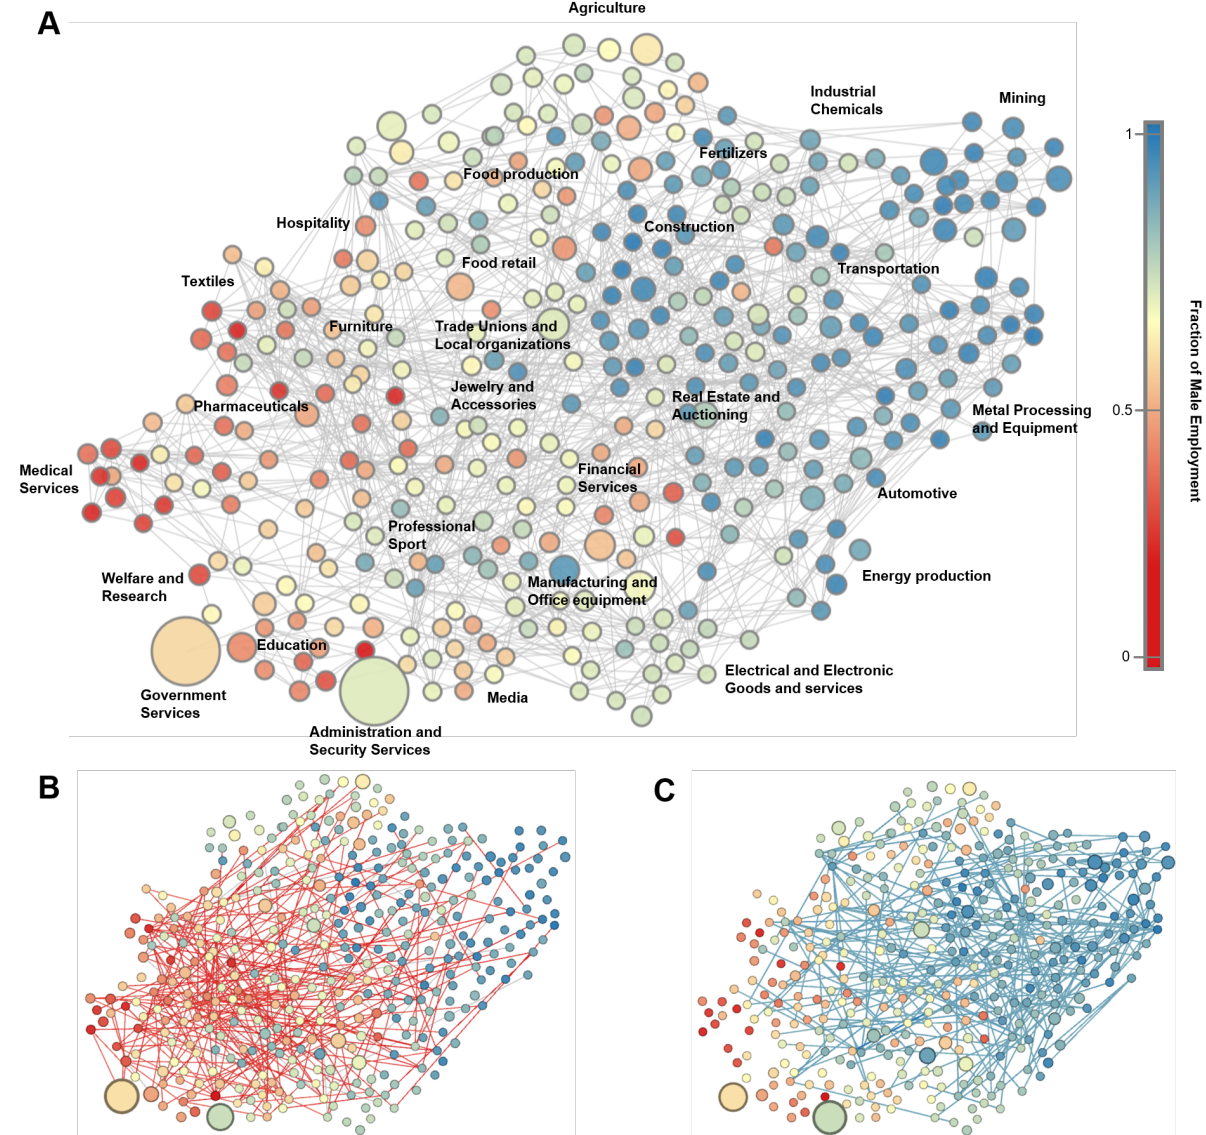 A
Agriculture
Industrial
Chemicals
Mining
1
Fertilizers
Food production
Hospitality
Construction
Food retail
Transportation
Textiles
Furniture
Trade Unions and
Local organizations
Fraction of Male Employment
Jewelry and
Accessories
Real Estate and
Auctioning
Pharmaceuticals
0.5
Metal Processing
and Equipment
Medical
Services
Financial
Services
Automotive
Professional
Sport
Welfare and
Research
Manufacturing and
Office equipment
Energy production
Education
0
Government
Services
Electrical and Electronic
Goods and services
Media
Administration and
Security Services
B
C